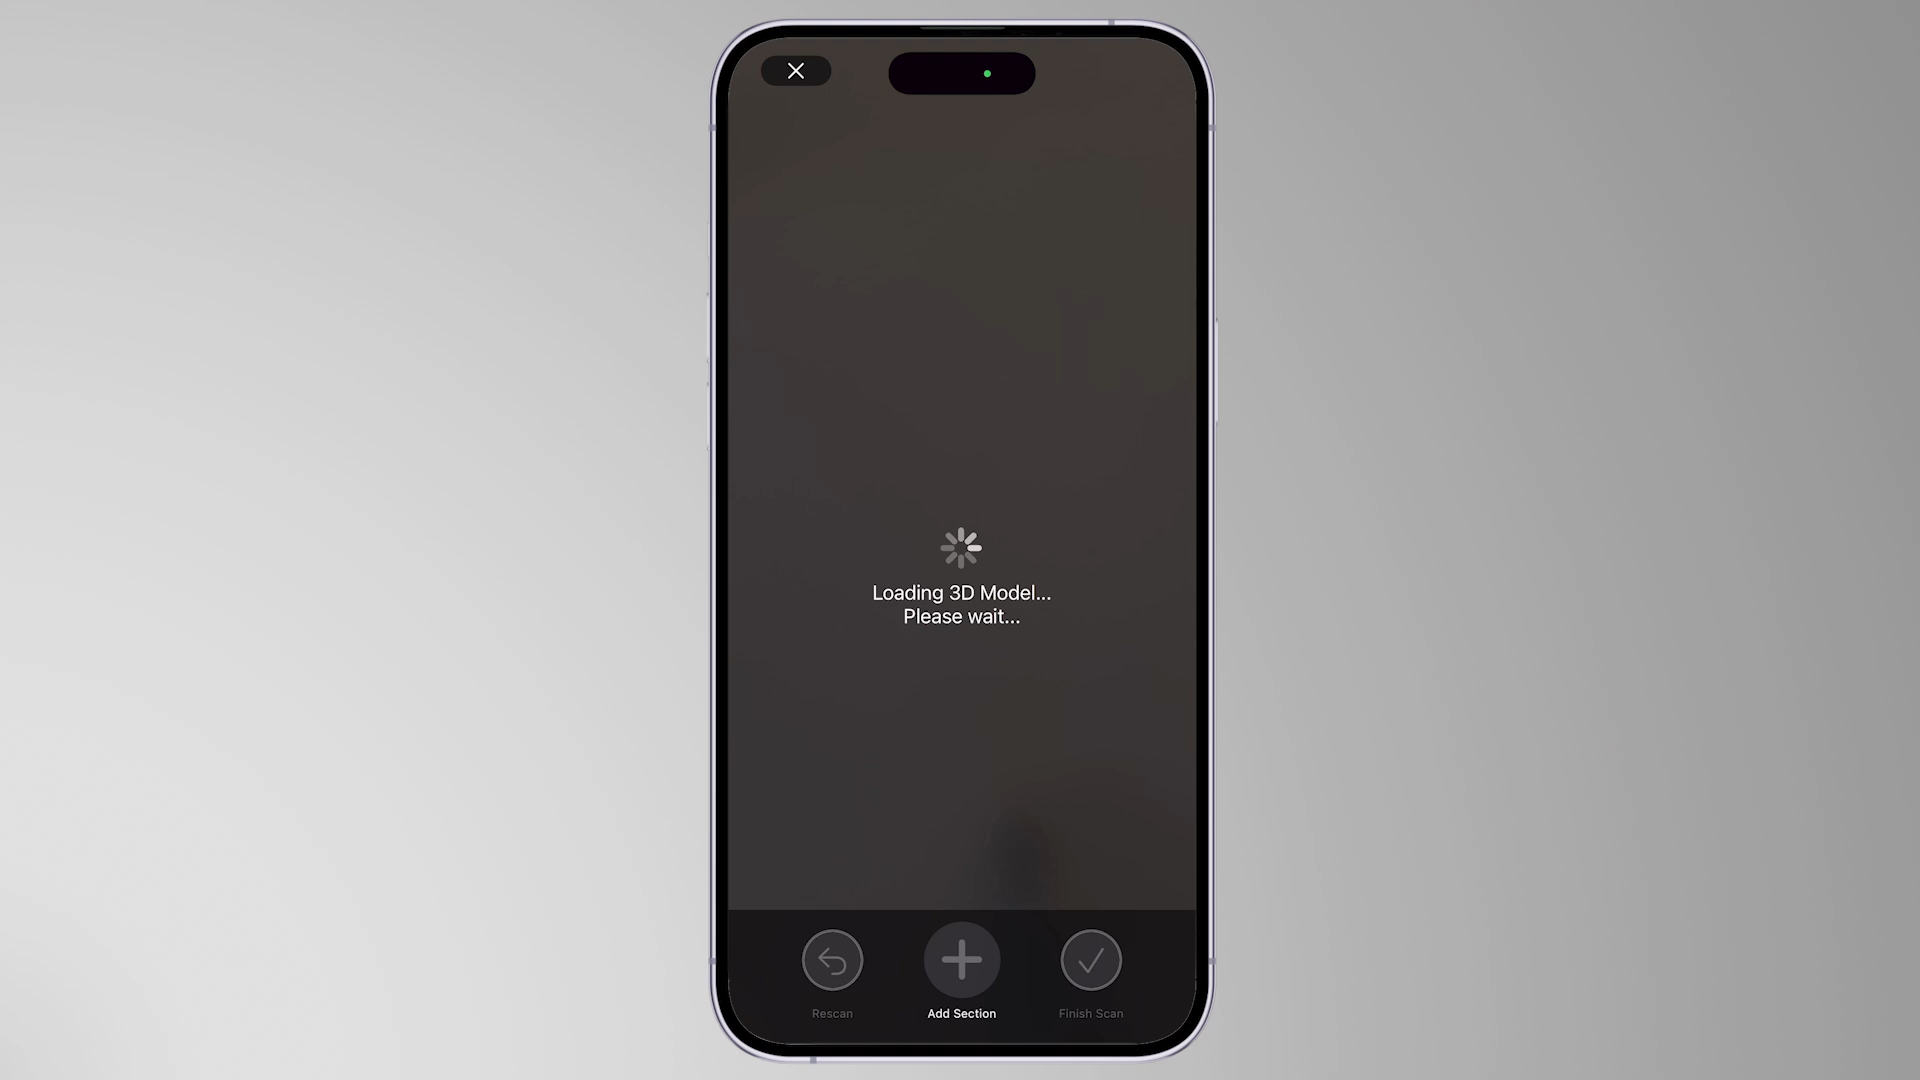 Loading 3D Model...
Please wait...
Rescan
Add Section
Finish Scan